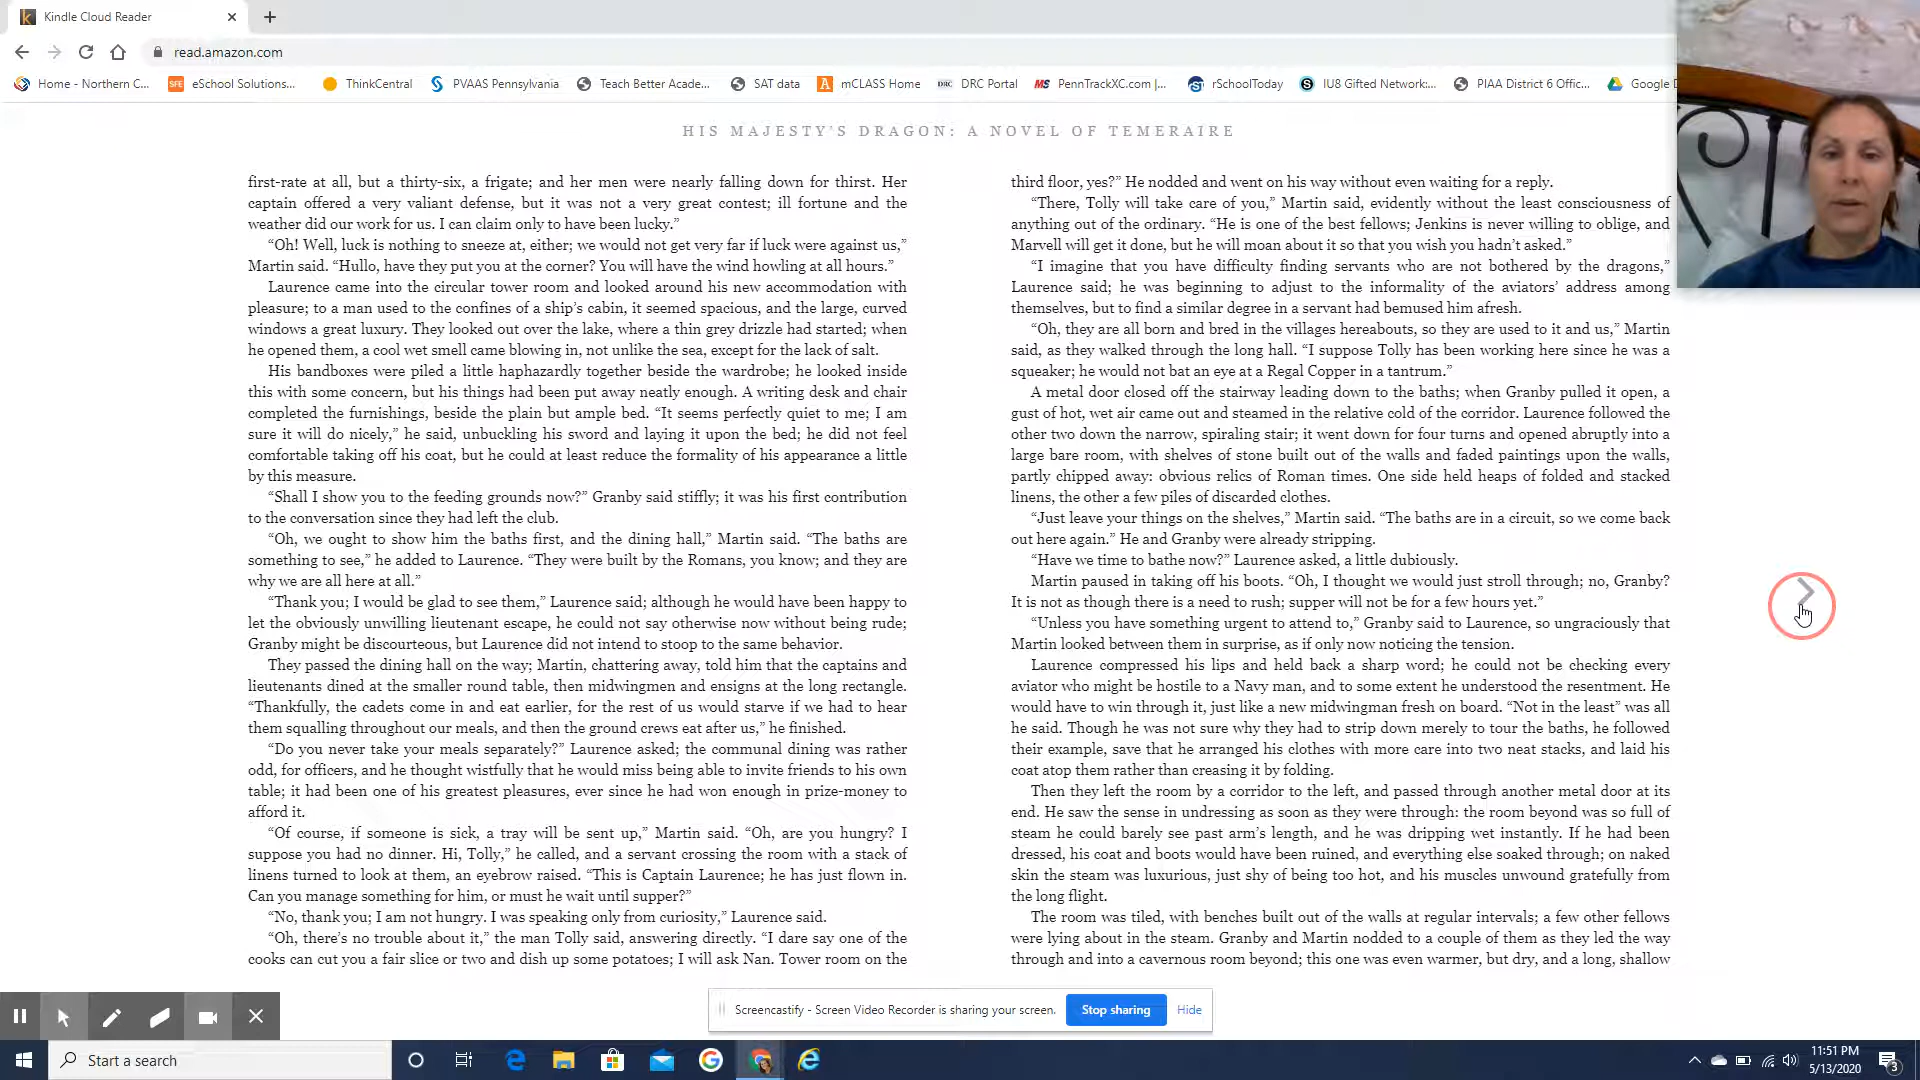 Kindle Cloud Reader
read.amazon.com
Home - Northern C...
eSchool Solutions...
ThinkCentral
PVAAS Pennsylvania
Teach Better Acade...
SAT data
mCLASS Home
DRC Portal
PennTrackXC.com |...
rSchoolToday
IU8 Gifted Network:...
PIAA District 6 Offic...
Google D
HIS MAJESTY’S DRAGON: A NOVEL OF TEMERAIRE
first-rate at all, but a thirty-six, a frigate; and her men were nearly falling down for thirst. Her
captain offered a very valiant defense, but it was not a very great contest; ill fortune and the
weather did our work for us. I can claim only to have been lucky.”
“Oh! Well, luck is nothing to sneeze at, either; we would not get very far if luck were against us,”
Martin said. “Hullo, have they put you at the corner? You will have the wind howling at all hours.”
Laurence came into the circular tower room and looked around his new accommodation with
pleasure; to a man used to the confines of a ship’s cabin, it seemed spacious, and the large, curved
windows a great luxury. They looked out over the lake, where a thin grey drizzle had started; when
he opened them, a cool wet smell came blowing in, not unlike the sea, except for the lack of salt.
His bandboxes were piled a little haphazardly together beside the wardrobe; he looked inside
this with some concern, but his things had been put away neatly enough. A writing desk and chair
completed the furnishings, beside the plain but ample bed. “It seems perfectly quiet to me; I am
sure it will do nicely,” he said, unbuckling his sword and laying it upon the bed; he did not feel
comfortable taking off his coat, but he could at least reduce the formality of his appearance a little
by this measure.
“Shall I show you to the feeding grounds now?” Granby said stiffly; it was his first contribution
to the conversation since they had left the club.
“Oh, we ought to show him the baths first, and the dining hall,” Martin said. “The baths are
something to see,” he added to Laurence. “They were built by the Romans, you know; and they are
why we are all here at all.”
“Thank you; I would be glad to see them,” Laurence said; although he would have been happy to
let the obviously unwilling lieutenant escape, he could not say otherwise now without being rude;
Granby might be discourteous, but Laurence did not intend to stoop to the same behavior.
They passed the dining hall on the way; Martin, chattering away, told him that the captains and
lieutenants dined at the smaller round table, then midwingmen and ensigns at the long rectangle.
“Thankfully, the cadets come in and eat earlier, for the rest of us would starve if we had to hear
them squalling throughout our meals, and then the ground crews eat after us,” he finished.
“Do you never take your meals separately?” Laurence asked; the communal dining was rather
odd, for officers, and he thought wistfully that he would miss being able to invite friends to his own
table; it had been one of his greatest pleasures, ever since he had won enough in prize-money to
afford it.
“Of course, if someone is sick, a tray will be sent up,” Martin said. “Oh, are you hungry? I
suppose you had no dinner. Hi, Tolly,” he called, and a servant crossing the room with a stack of
linens turned to look at them, an eyebrow raised. “This is Captain Laurence; he has just flown in.
Can you manage something for him, or must he wait until supper?”
“No, thank you; I am not hungry. I was speaking only from curiosity,” Laurence said.
“Oh, there’s no trouble about it,” the man Tolly said, answering directly. “I dare say one of the
cooks can cut you a fair slice or two and dish up some potatoes; I will ask Nan. Tower room on the
third floor, yes?” He nodded and went on his way without even waiting for a reply.
“There, Tolly will take care of you,” Martin said, evidently without the least consciousness of
anything out of the ordinary. “He is one of the best fellows; Jenkins is never willing to oblige, and
Marvell will get it done, but he will moan about it so that you wish you hadn’t asked.”
“I imagine that you have difficulty finding servants who are not bothered by the dragons,”
Laurence said; he was beginning to adjust to the informality of the aviators’ address among
themselves, but to find a similar degree in a servant had bemused him afresh.
“Oh, they are all born and bred in the villages hereabouts, so they are used to it and us,” Martin
said, as they walked through the long hall. “I suppose Tolly has been working here since he was a
squeaker; he would not bat an eye at a Regal Copper in a tantrum.”
A metal door closed off the stairway leading down to the baths; when Granby pulled it open, a
gust of hot, wet air came out and steamed in the relative cold of the corridor. Laurence followed the
other two down the narrow, spiraling stair; it went down for four turns and opened abruptly into a
large bare room, with shelves of stone built out of the walls and faded paintings upon the walls,
partly chipped away: obvious relics of Roman times. One side held heaps of folded and stacked
linens, the other a few piles of discarded clothes.
“Just leave your things on the shelves,” Martin said. “The baths are in a circuit, so we come back
out here again.” He and Granby were already stripping.
“Have we time to bathe now?” Laurence asked, a little dubiously.
Martin paused in taking off his boots. “Oh, I thought we would just stroll through; no, Granby?
It is not as though there is a need to rush; supper will not be for a few hours yet.”
“Unless you have something urgent to attend to,” Granby said to Laurence, so ungraciously that
Martin looked between them in surprise, as if only now noticing the tension.
Laurence compressed his lips and held back a sharp word; he could not be checking every
aviator who might be hostile to a Navy man, and to some extent he understood the resentment. He
would have to win through it, just like a new midwingman fresh on board. “Not in the least” was all
he said. Though he was not sure why they had to strip down merely to tour the baths, he followed
their example, save that he arranged his clothes with more care into two neat stacks, and laid his
coat atop them rather than creasing it by folding.
Then they left the room by a corridor to the left, and passed through another metal door at its
end. He saw the sense in undressing as soon as they were through: the room beyond was so full of
steam he could barely see past arm’s length, and he was dripping wet instantly. If he had been
dressed, his coat and boots would have been ruined, and everything else soaked through; on naked
skin the steam was luxurious, just shy of being too hot, and his muscles unwound gratefully from
the long flight.
The room was tiled, with benches built out of the walls at regular intervals; a few other fellows
were lying about in the steam. Granby and Martin nodded to a couple of them as they led the way
through and into a cavernous room beyond; this one was even warmer, but dry, and a long, shallow
Screencastify - Screen Video Recorder is sharing your screen.
Stop sharing
Hide
Start a search
11:51 PM
5/13/2020
3